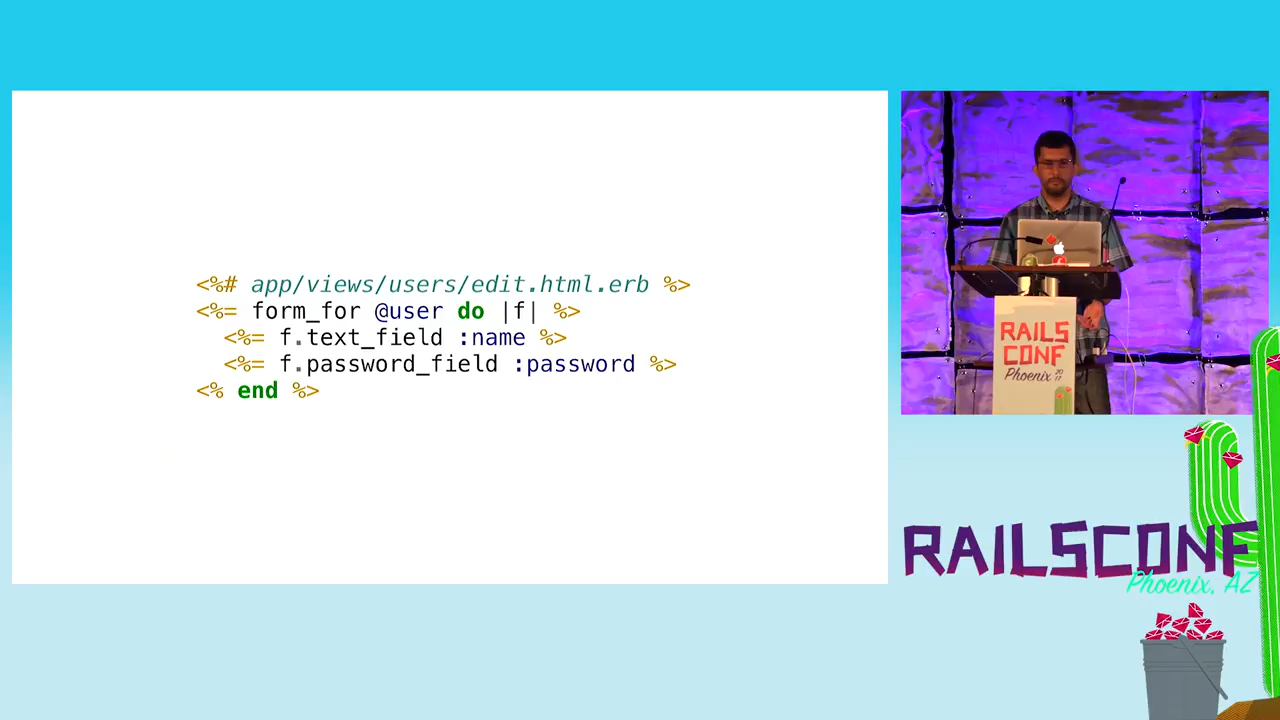 <%# app/views/users/edit.html.erb %>
<%= form_for @user do |f| %>
  <%= f.text_field :name %>
  <%= f.password_field :password %>
<% end %>
RAILS
CONF
Phoenix 2017
RAILSCONF
Phoenix, AZ